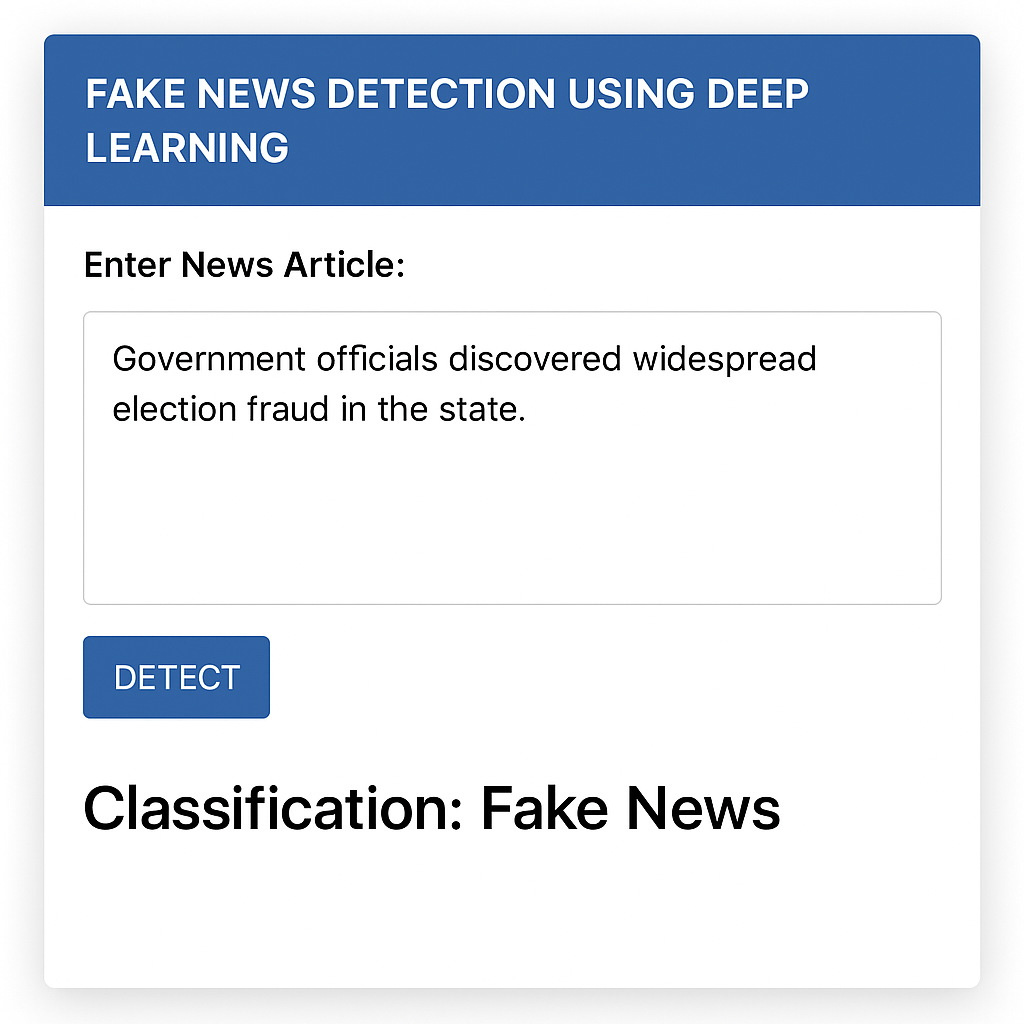 FAKE NEWS DETECTION USING DEEP
LEARNING
Enter News Article:
Government officials discovered widespread
election fraud in the state.
DETECT
Classification: Fake News